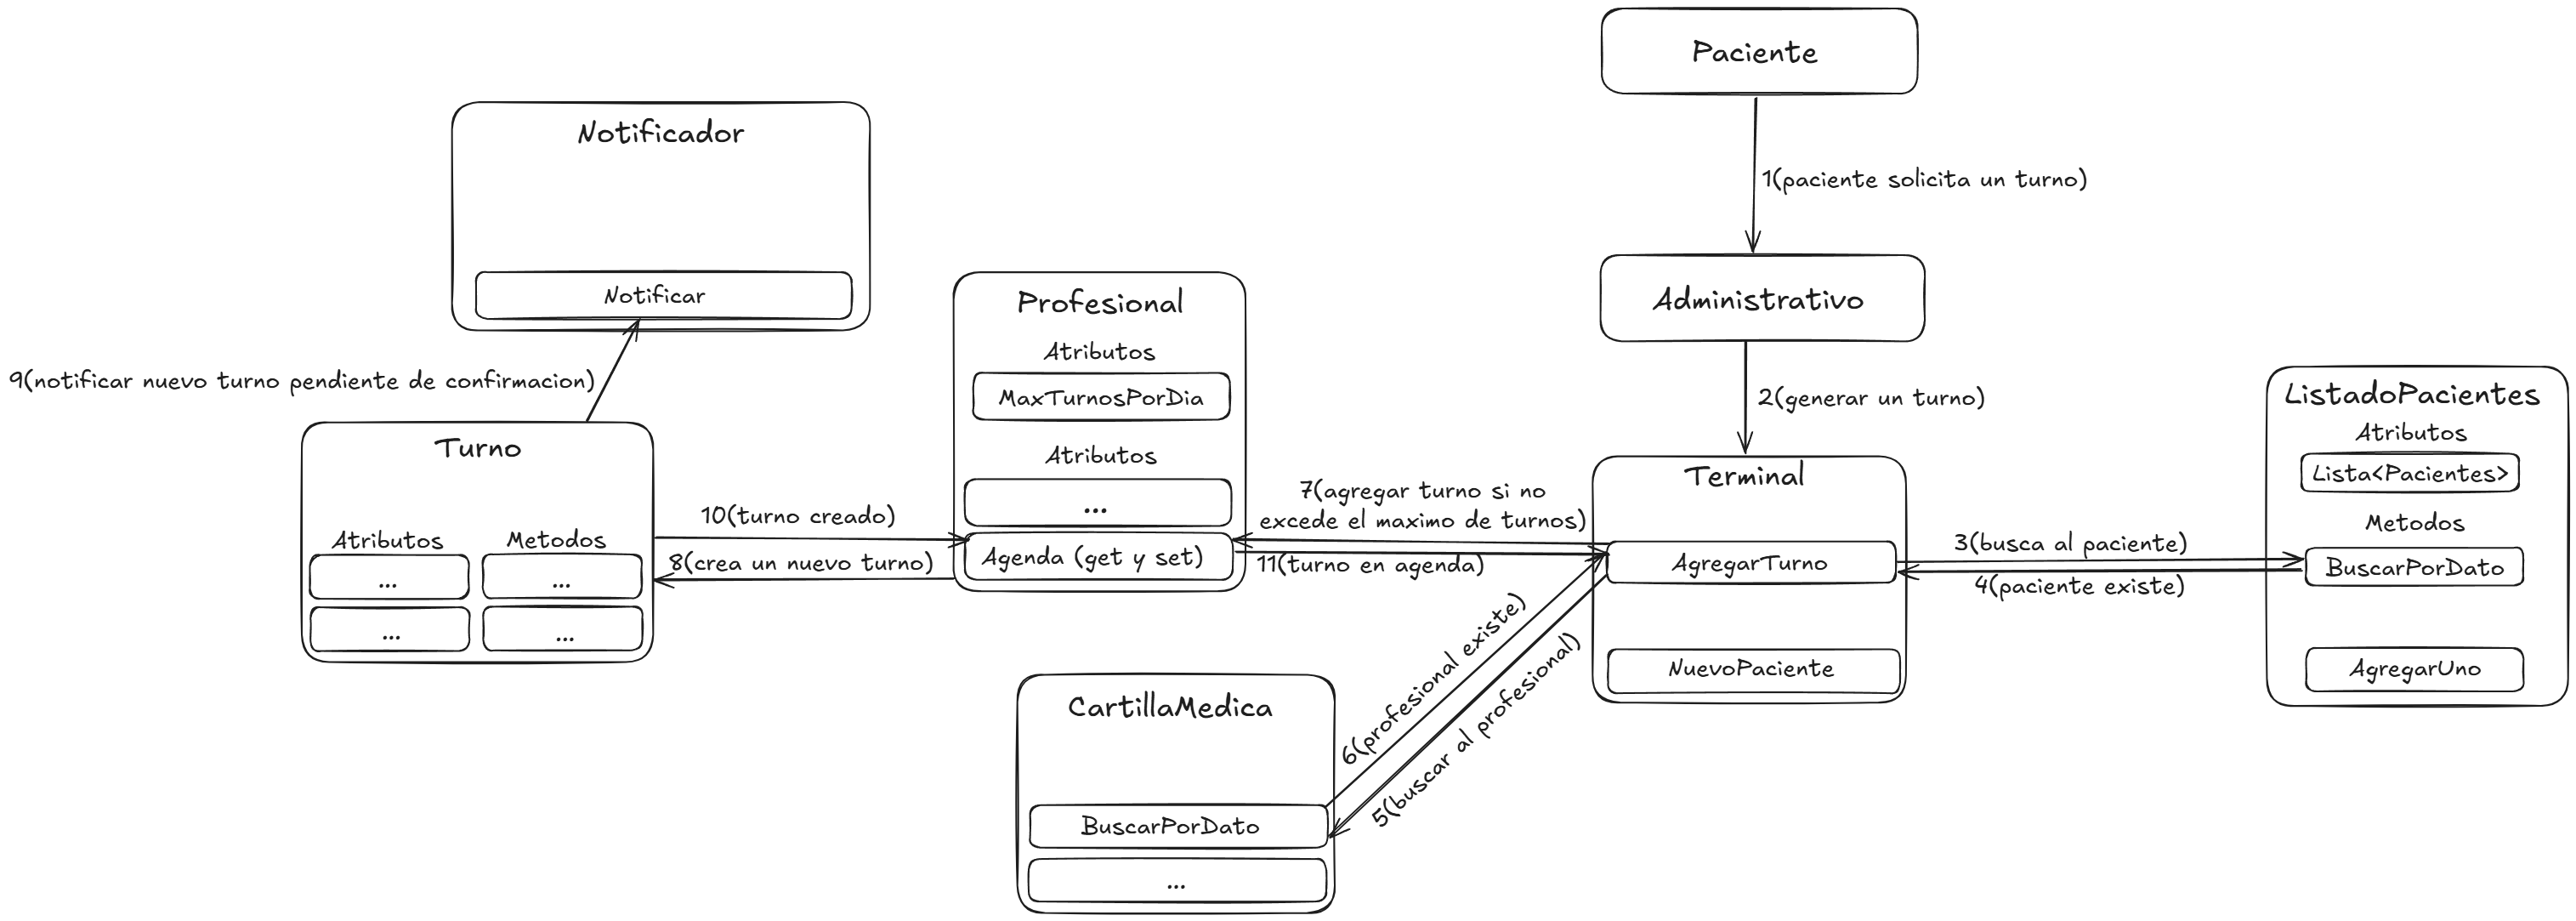 Paciente
1(paciente solicita un turno)
Administrativo
2(generar un turno)
Notificador
Notificar
9(notificar nuevo turno pendiente de confirmacion)
Turno
Atributos
Metodos
...
...
...
...
10(turno creado)
8(crea un nuevo turno)
Profesional
Atributos
MaxTurnosPorDia
Atributos
...
Agenda (get y set)
7(agregar turno si no
excede el maximo de turnos)
11(turno en agenda)
Terminal
AgregarTurno
NuevoPaciente
3(busca al paciente)
4(paciente existe)
ListadoPacientes
Atributos
Lista<Pacientes>
Metodos
BuscarPorDato
AgregarUno
6(profesional existe)
5(buscar al profesional)
CartillaMedica
BuscarPorDato
...